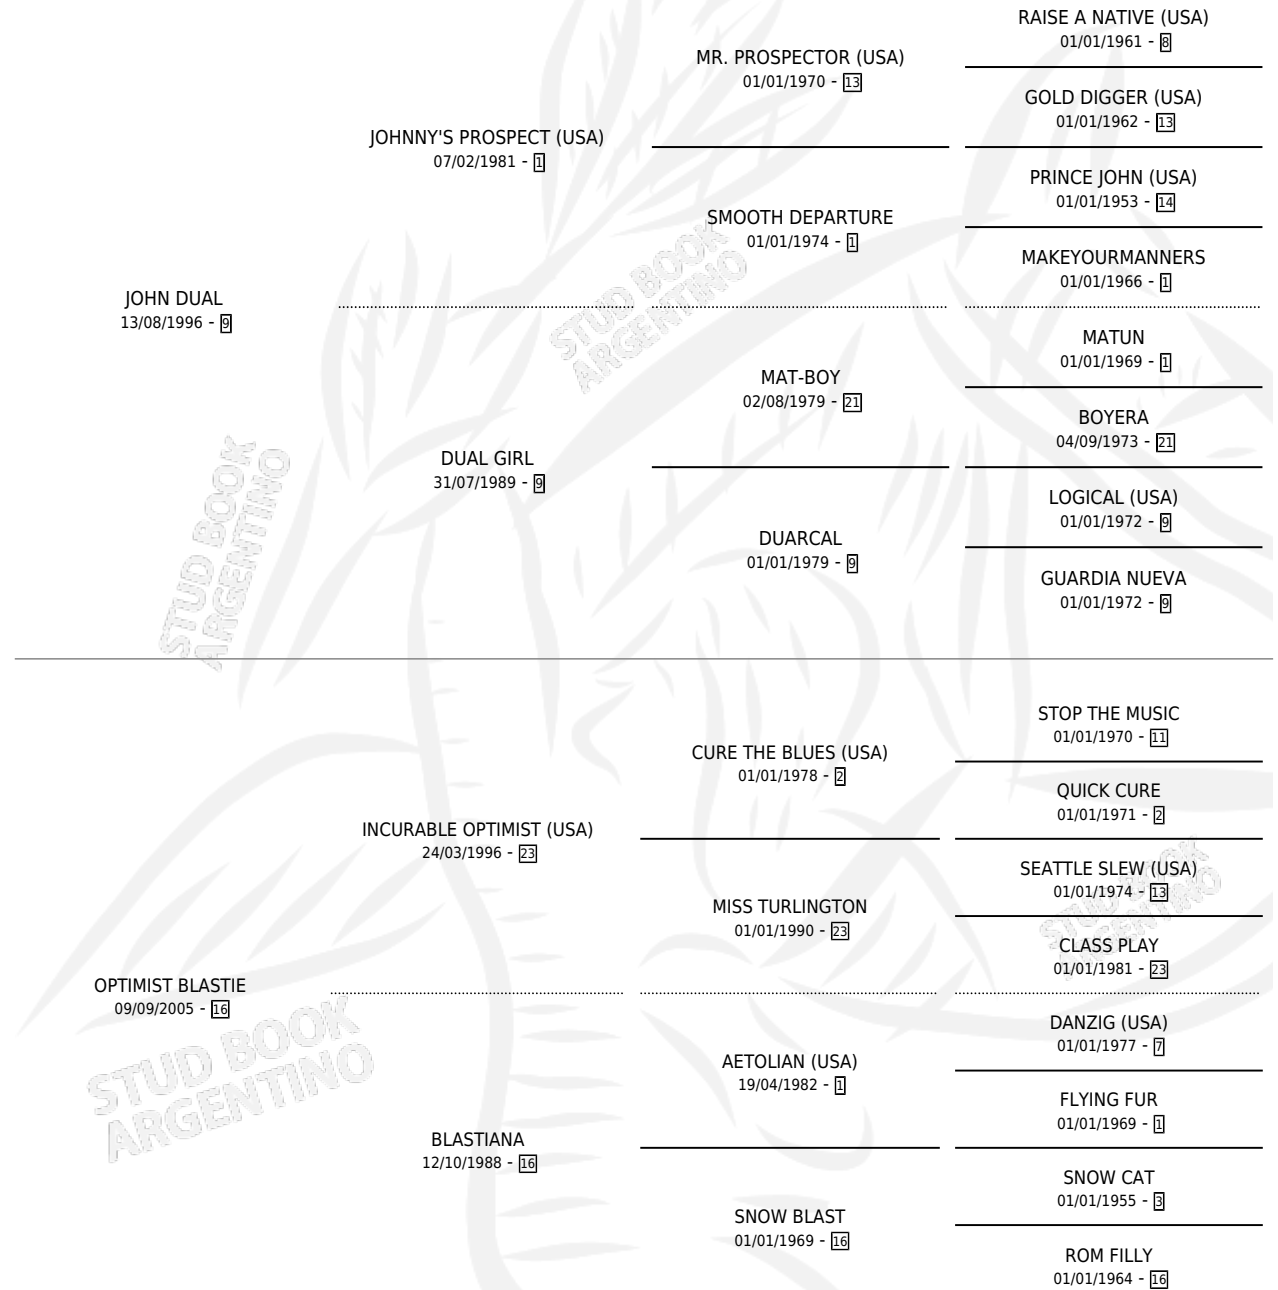 RAISE A NATIVE (USA)
01/01/1961 - 8
MR. PROSPECTOR (USA)
01/01/1970 - 13
GOLD DIGGER (USA)
01/01/1962 - 13
JOHNNY'S PROSPECT (USA)
07/02/1981 - 1
PRINCE JOHN (USA)
01/01/1953 - 14
SMOOTH DEPARTURE
01/01/1974 - 1
MAKEYOURMANNERS
01/01/1966 - 1
JOHN DUAL
13/08/1996 - 9
STUD BOOK
ARGENTINO
MATUN
01/01/1969 - 1
MAT-BOY
02/08/1979 - 21
BOYERA
04/09/1973 - 21
DUAL GIRL
31/07/1989 - 9
LOGICAL (USA)
01/01/1972 - 9
DUARCAL
01/01/1979 - 9
GUARDIA NUEVA
01/01/1972 - 9
STUD BOOK
ARGENTINO
STOP THE MUSIC
01/01/1970 - 11
CURE THE BLUES (USA)
01/01/1978 - 2
QUICK CURE
01/01/1971 - 2
INCURABLE OPTIMIST (USA)
24/03/1996 - 23
SEATTLE SLEW (USA)
01/01/1974 - 13
MISS TURLINGTON
01/01/1990 - 23
CLASS PLAY
01/01/1981 - 23
STUD BOOK
ARGENTINO
OPTIMIST BLASTIE
09/09/2005 - 16
DANZIG (USA)
01/01/1977 - 7
AETOLIAN (USA)
19/04/1982 - 1
FLYING FUR
01/01/1969 - 1
STUD BOOK
ARGENTINO
BLASTIANA
12/10/1988 - 16
SNOW CAT
01/01/1955 - 3
SNOW BLAST
01/01/1969 - 16
ROM FILLY
01/01/1964 - 16